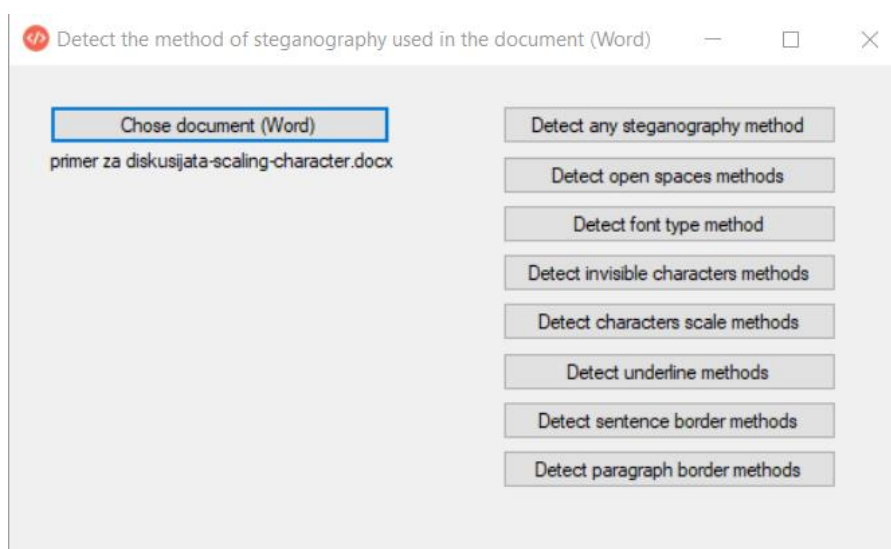 Detect the method of steganography used in the document (Word)
Chose document (Word)
primer za diskusijata-scaling-character.docx
Detect any steganography method
Detect open spaces methods
Detect font type method
Detect invisible characters methods
Detect characters scale methods
Detect underline methods
Detect sentence border methods
Detect paragraph border methods